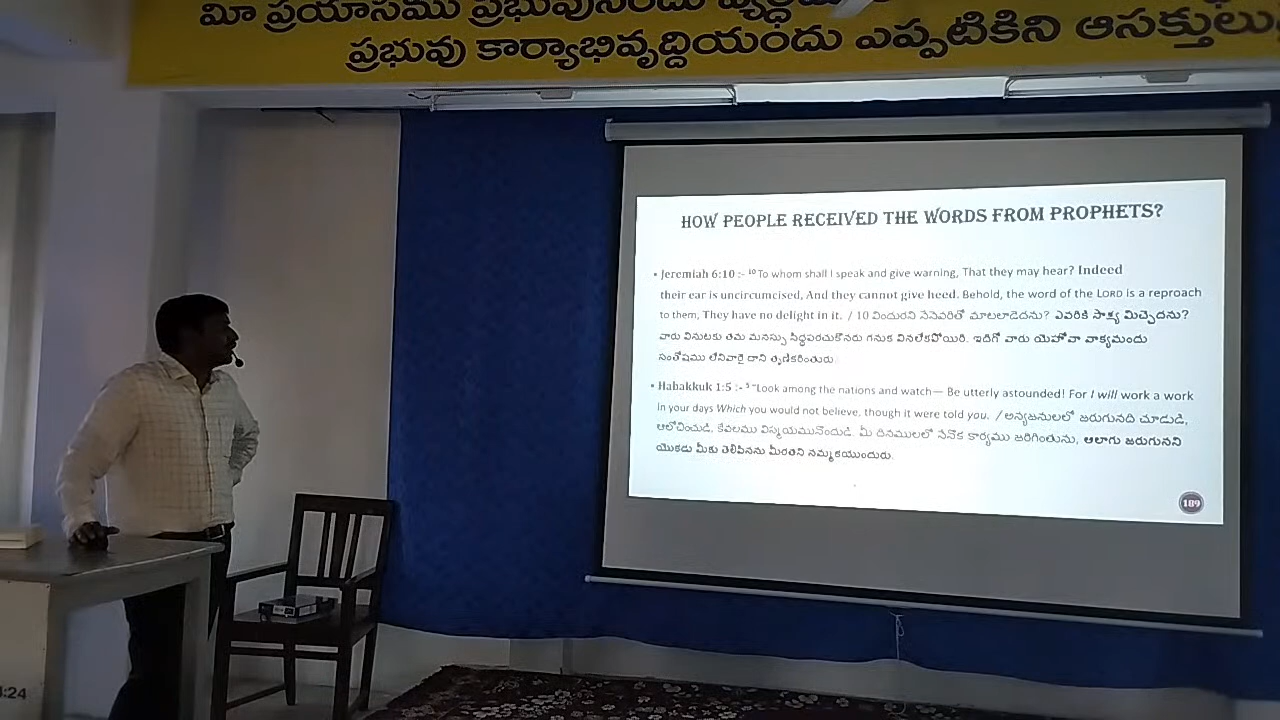 మీ ప్రయాసము ప్రభువునందు వ్యర్థము
ప్రభువు కార్యాభివృద్దియందు ఎప్పటికిని ఆసక్తులు
HOW PEOPLE RECEIVED THE WORDS FROM PROPHETS?
• Jeremiah 6:10 :- 10 To whom shall I speak and give warning, That they may hear? Indeed
their ear is uncircumcised, And they cannot give heed. Behold, the word of the LORD is a reproach
to them; They have no delight in it. / 10 విందురని నేనెవరితో మాటలాడెదను? ఎవరికి సాక్ష్య మిచ్చెదను?
వారు వినుటకు తమ మనస్సు సిద్ధపరచుకొనరు గనుక వినలేకపోయిరి. ఇదిగో వారు యెహోవా వాక్యమందు
సంతోషము లేనివారై దాని తృణీకరింతురు.
• Habakkuk 1:5 :- 5 "Look among the nations and watch— Be utterly astounded! For I will work a work
in your days Which you would not believe, though it were told you. / అన్యజనులలో జరుగునది చూడుడి,
ఆలోచించుడి, కేవలము విస్మయమునొందుడి. మీ దినములలో నేనొక కార్యము జరిగింతును, ఆలాగు జరుగునని
యొకడు మీకు తెలిపినను మీరతని నమ్మకయుందురు.
189
:24